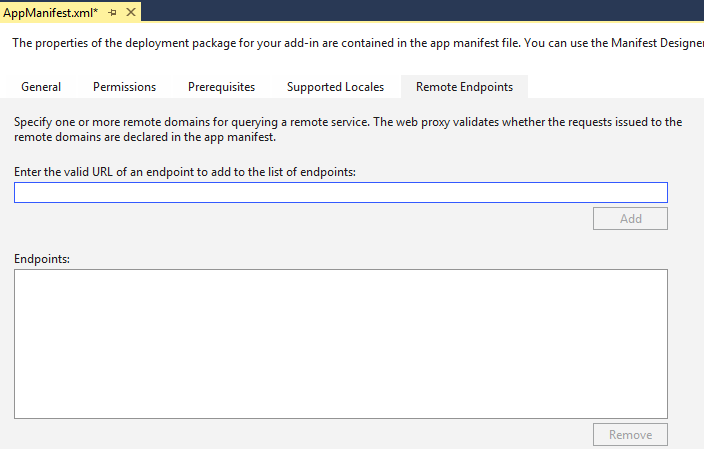 AppManifest.xml*
The properties of the deployment package for your add-in are contained in the app manifest file. You can use the Manifest Designer
General Permissions Prerequisites Supported Locales Remote Endpoints
Specify one or more remote domains for querying a remote service. The web proxy validates whether the requests issued to the
remote domains are declared in the app manifest.
Enter the valid URL of an endpoint to add to the list of endpoints:
Add
Endpoints:
Remove